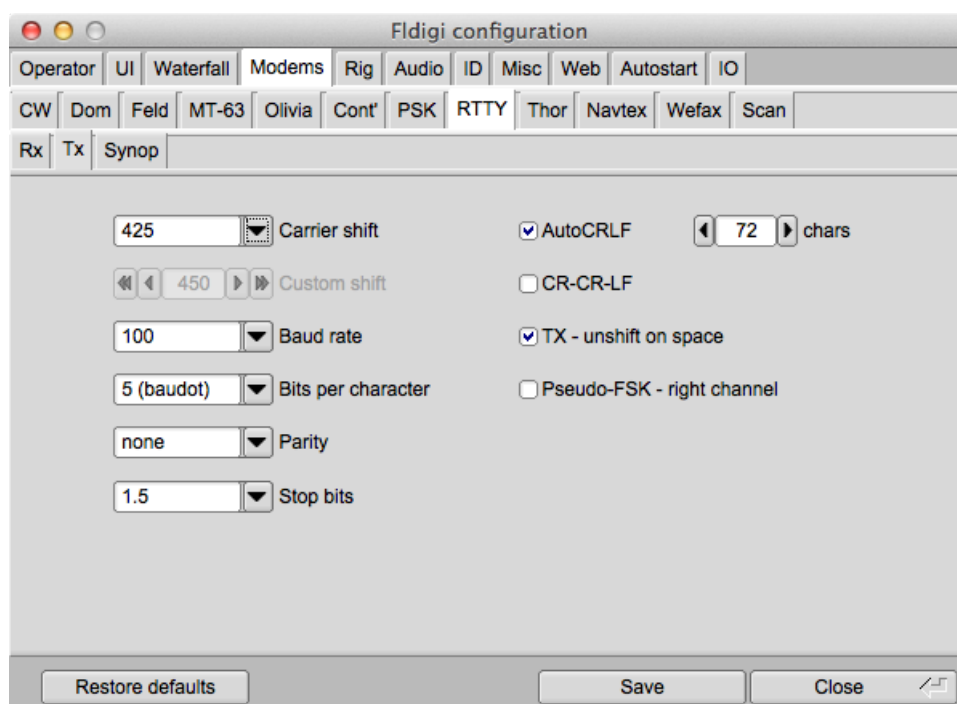 Fldigi configuration
Operator UI Waterfall Modems Rig Audio ID Misc Web Autostart IO
CW Dom Feld MT-63 Olivia Cont' PSK RTTY Thor Navtex Wefax Scan
Rx Tx Synop
425 Carrier shift AutoCRLF 72 chars
450 Custom shift CR-CR-LF
100 Baud rate TX - unshift on space
5 (baudot) Bits per character Pseudo-FSK - right channel
none Parity
1.5 Stop bits
Restore defaults Save Close